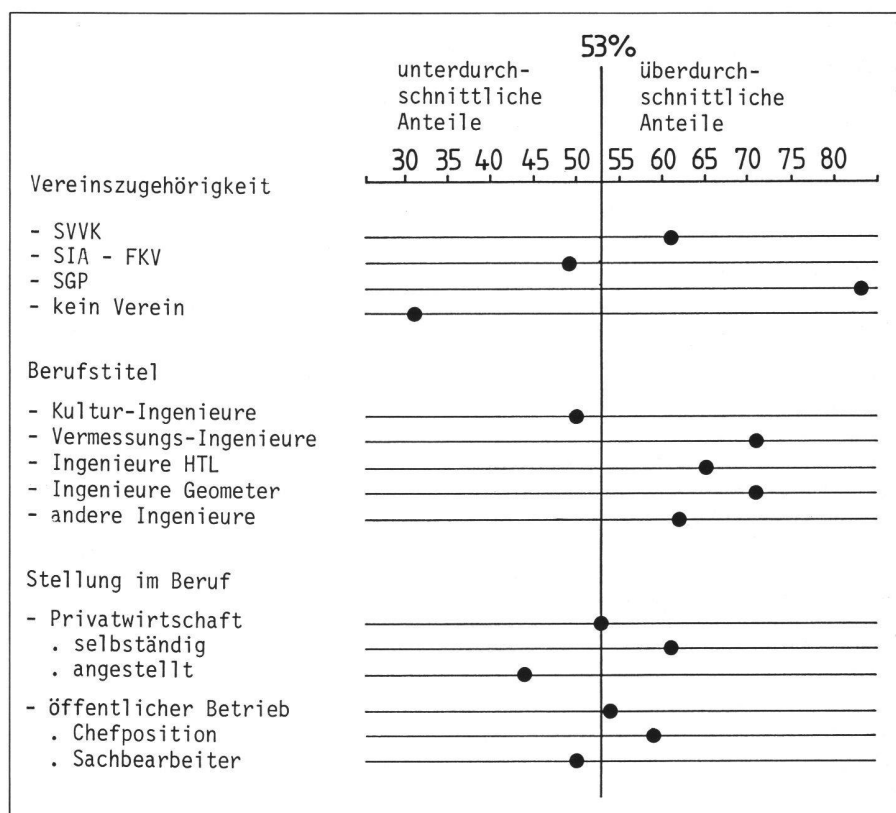 53%
unterdurch-
schnittliche
Anteile
überdurch-
schnittliche
Anteile
30 35 40 45 50 55 60 65 70 75 80
Vereinszugehörigkeit
- SVVK
- SIA - FKV
- SGP
- kein Verein
Berufstitel
- Kultur-Ingenieure
- Vermessungs-Ingenieure
- Ingenieure HTL
- Ingenieure Geometer
- andere Ingenieure
Stellung im Beruf
- Privatwirtschaft
. selbständig
. angestellt
- öffentlicher Betrieb
. Chefposition
. Sachbearbeiter